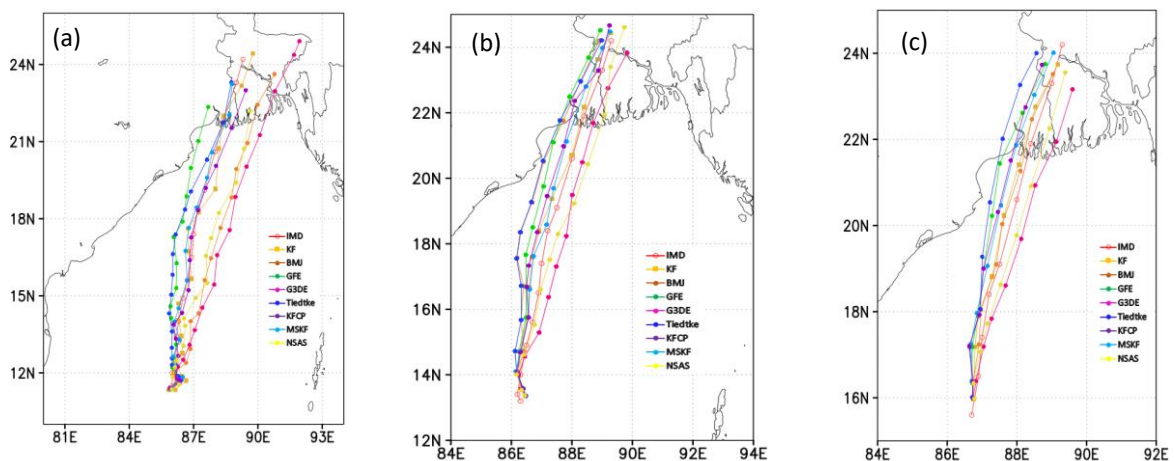 (a)
24N
21N
18N
15N
12N
81E 84E 87E 90E 93E
IMD
KF
BMJ
GFE
G3DE
Tiedtke
KFCP
MSKF
NSAS
(b)
24N
22N
20N
18N
16N
14N
12N
84E 86E 88E 90E 92E 94E
IMD
KF
BMJ
GFE
G3DE
Tiedtke
KFCP
MSKF
NSAS
(c)
24N
22N
20N
18N
16N
84E 86E 88E 90E 92E
IMD
KF
BMJ
GFE
G3DE
Tiedtke
KFCP
MSKF
NSAS